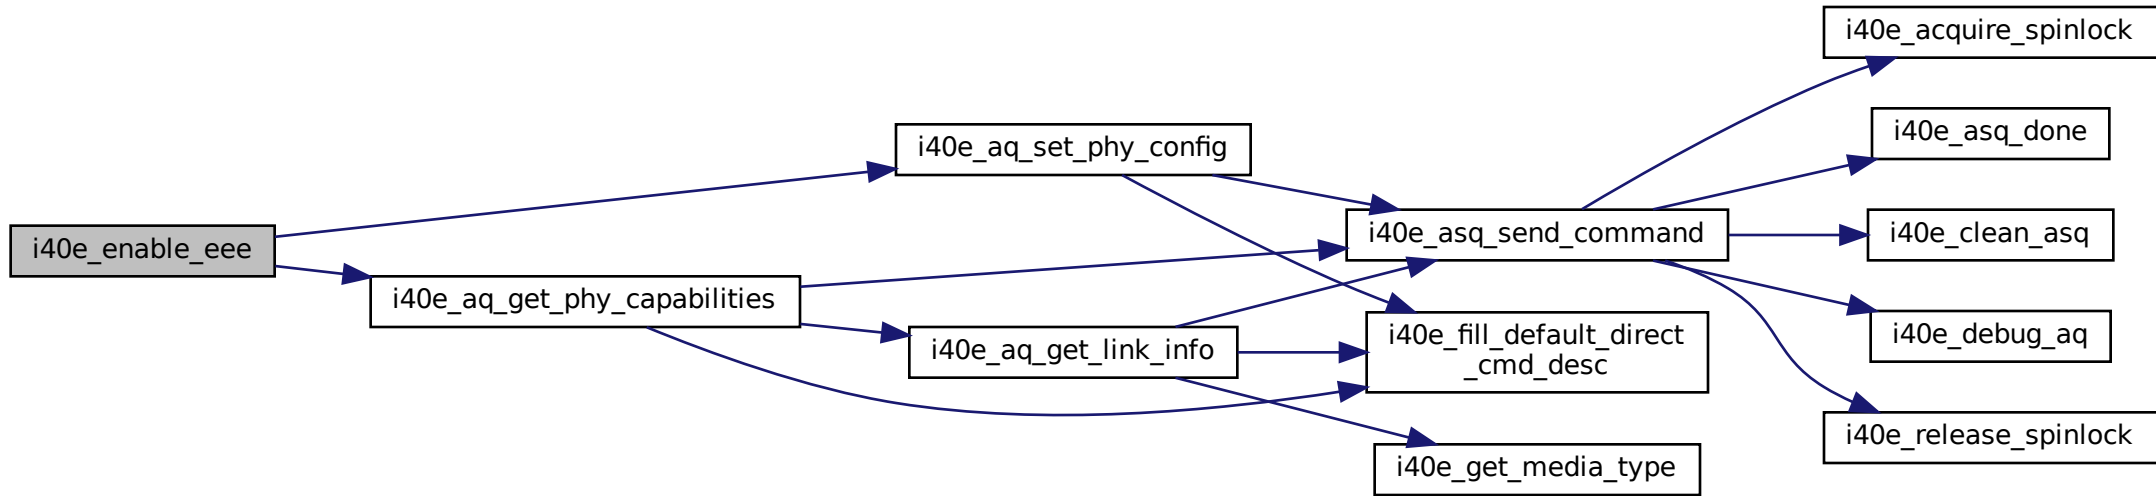 i40e_enable_eee
i40e_aq_set_phy_config
i40e_aq_get_phy_capabilities
i40e_aq_get_link_info
i40e_asq_send_command
i40e_fill_default_direct
_cmd_desc
i40e_get_media_type
i40e_acquire_spinlock
i40e_asq_done
i40e_clean_asq
i40e_debug_aq
i40e_release_spinlock